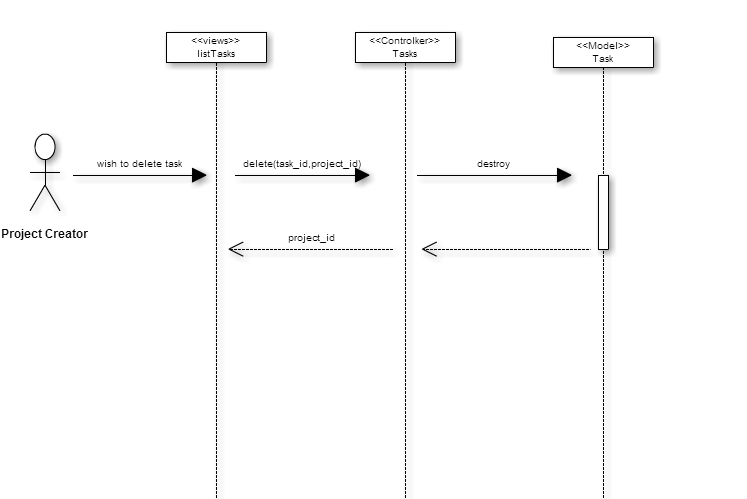 <<views>>
listTasks
<<Controlker>>
Tasks
<<Model>>
Task
wish to delete task
delete(task_id,project_id)
destroy
Project Creator
project_id